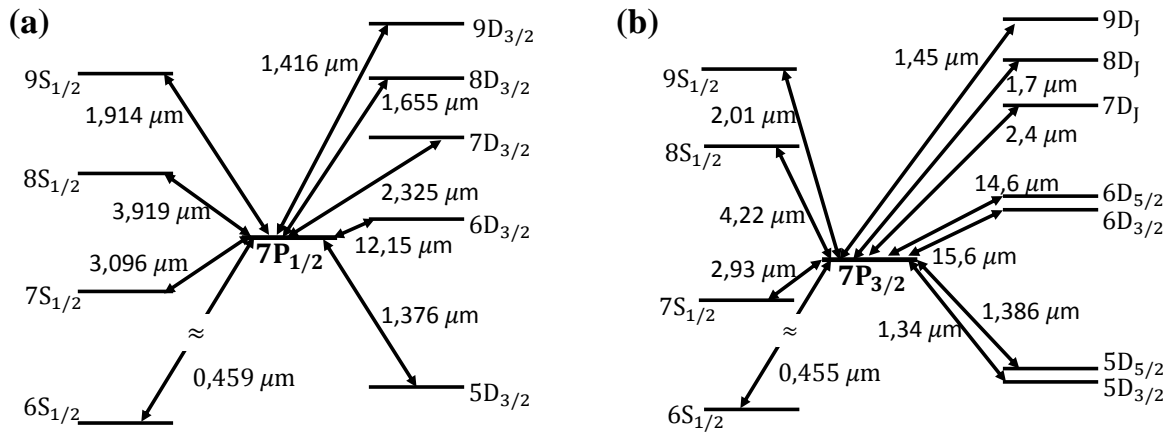 (a)
9D3/2
1,416 μm
9S1/2
8D3/2
1,914 μm
1,655 μm
7D3/2
8S1/2
2,325 μm
3,919 μm
6D3/2
7P1/2
12,15 μm
3,096 μm
7S1/2
1,376 μm
≈
0,459 μm
5D3/2
6S1/2
(b)
9DJ
1,45 μm
8DJ
9S1/2
1,7 μm
7DJ
2,01 μm
2,4 μm
8S1/2
14,6 μm
6D5/2
4,22 μm
6D3/2
15,6 μm
2,93 μm
7P3/2
7S1/2
1,386 μm
≈
1,34 μm
0,455 μm
5D5/2
5D3/2
6S1/2